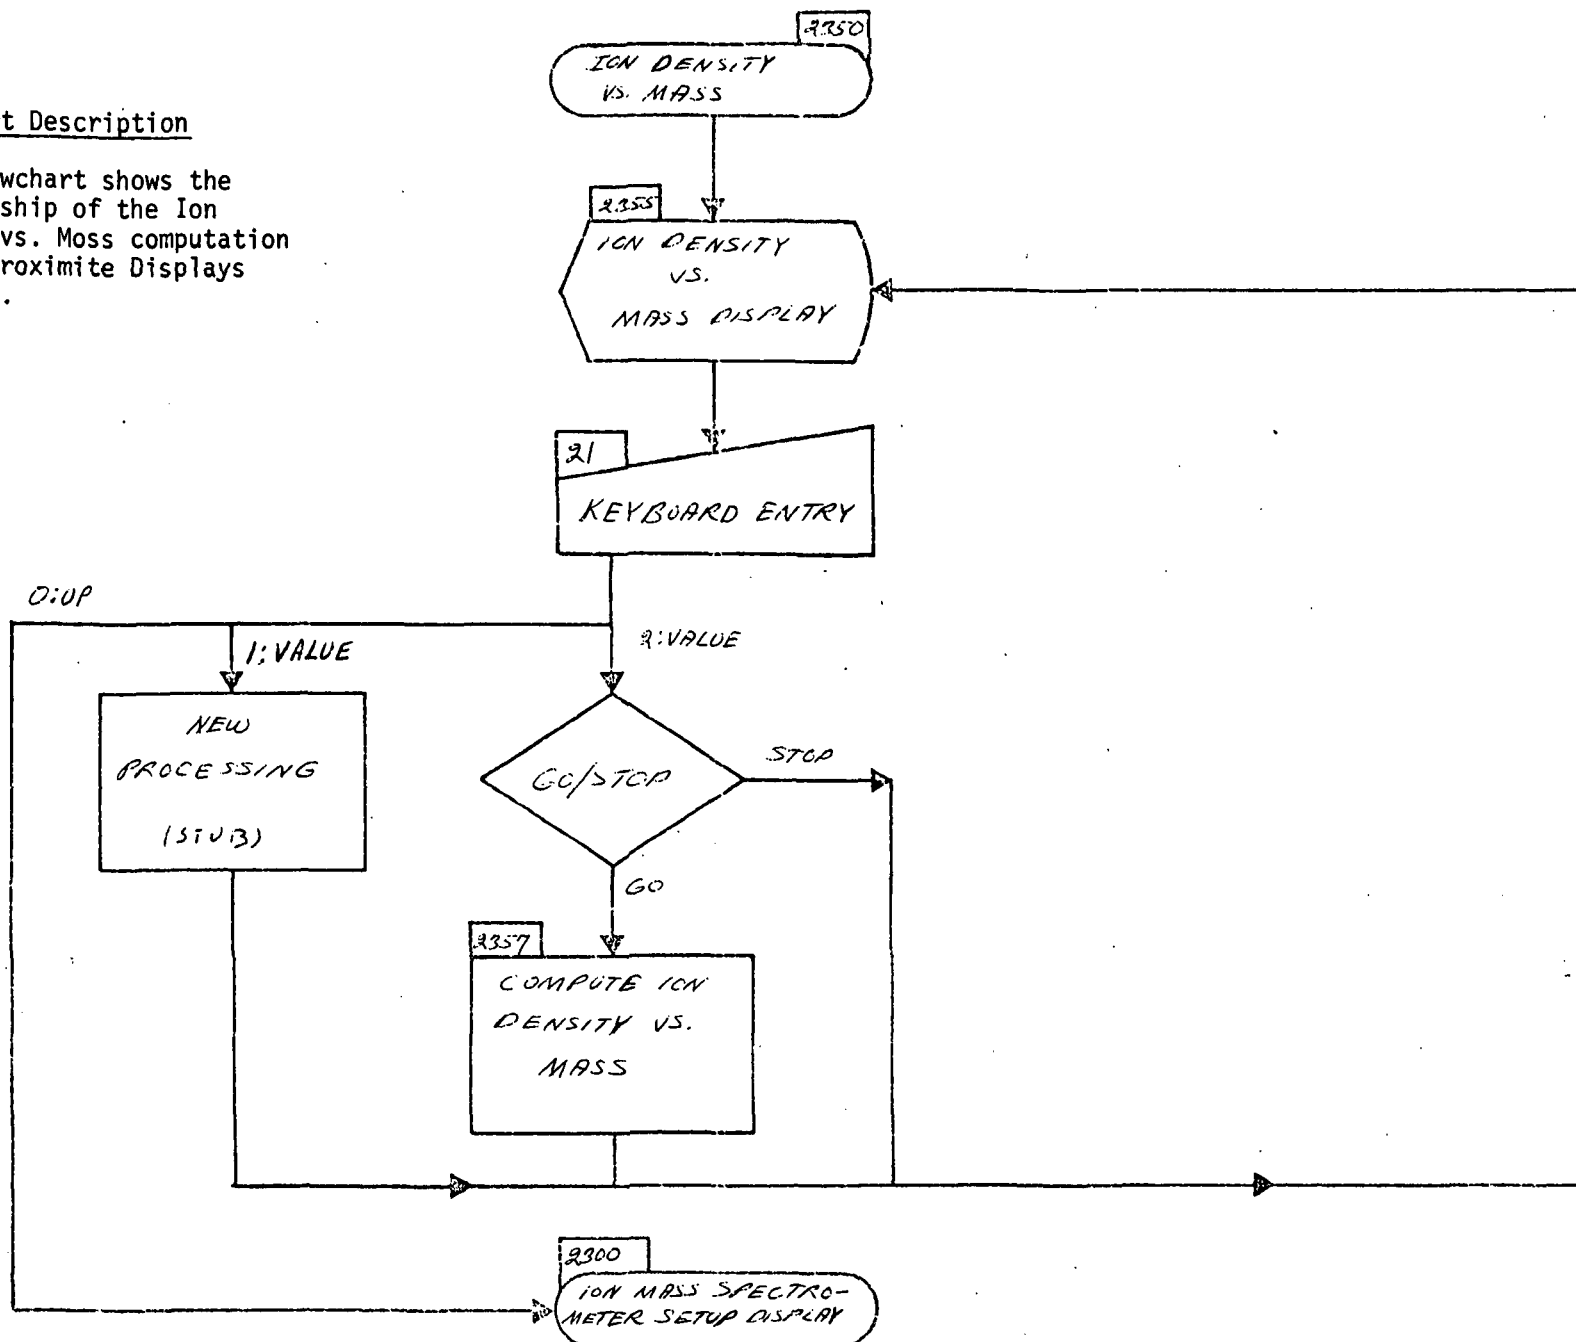 2350
ION DENSITY
VS. MASS
t Description
wchart shows the
ship of the Ion
vs. Moss computation
roximite Displays
.
2355
ION DENSITY
VS.
MASS DISPLAY
21
KEYBOARD ENTRY
0:UP
1:VALUE
2:VALUE
NEW
PROCESSING
(STUB)
GO/STOP
STOP
GO
2357
COMPUTE ION
DENSITY VS.
MASS
2300
ION MASS SPECTRO-
METER SETUP DISPLAY